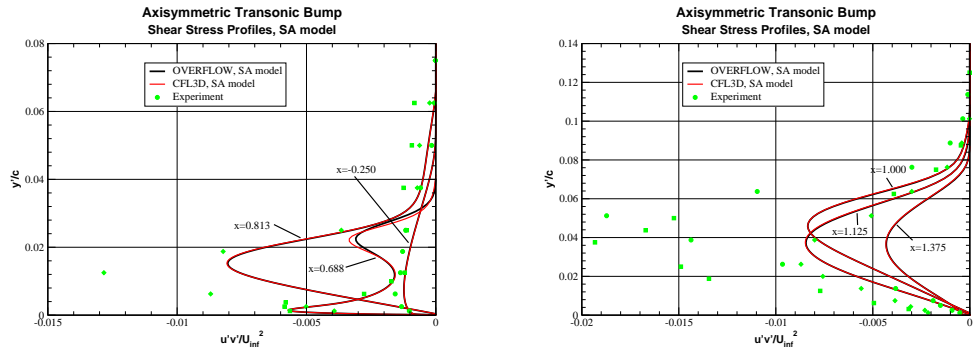 Axisymmetric Transonic Bump
Shear Stress Profiles, SA model
0.08
0.06
0.04
0.02
0
y'/c
OVERFLOW, SA model
CFL3D, SA model
Experiment
x=-0.250
x=0.813
x=0.688
-0.015
-0.01
-0.005
0
u'v'/Uinf2
Axisymmetric Transonic Bump
Shear Stress Profiles, SA model
0.14
0.12
0.1
0.08
0.06
0.04
0.02
0
y'/c
OVERFLOW, SA model
CFL3D, SA model
Experiment
x=1.000
x=1.125
x=1.375
-0.02
-0.015
-0.01
-0.005
0
u'v'/Uinf2